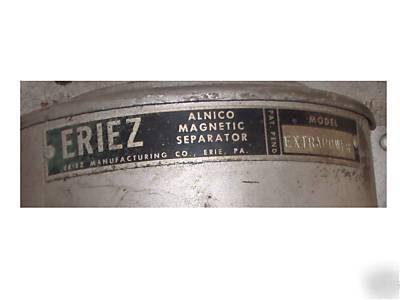 ERIEZ
ALNICO
MAGNETIC
SEPARATOR
ERIEZ MANUFACTURING CO., ERIE, PA.
PAT. PEND
MODEL